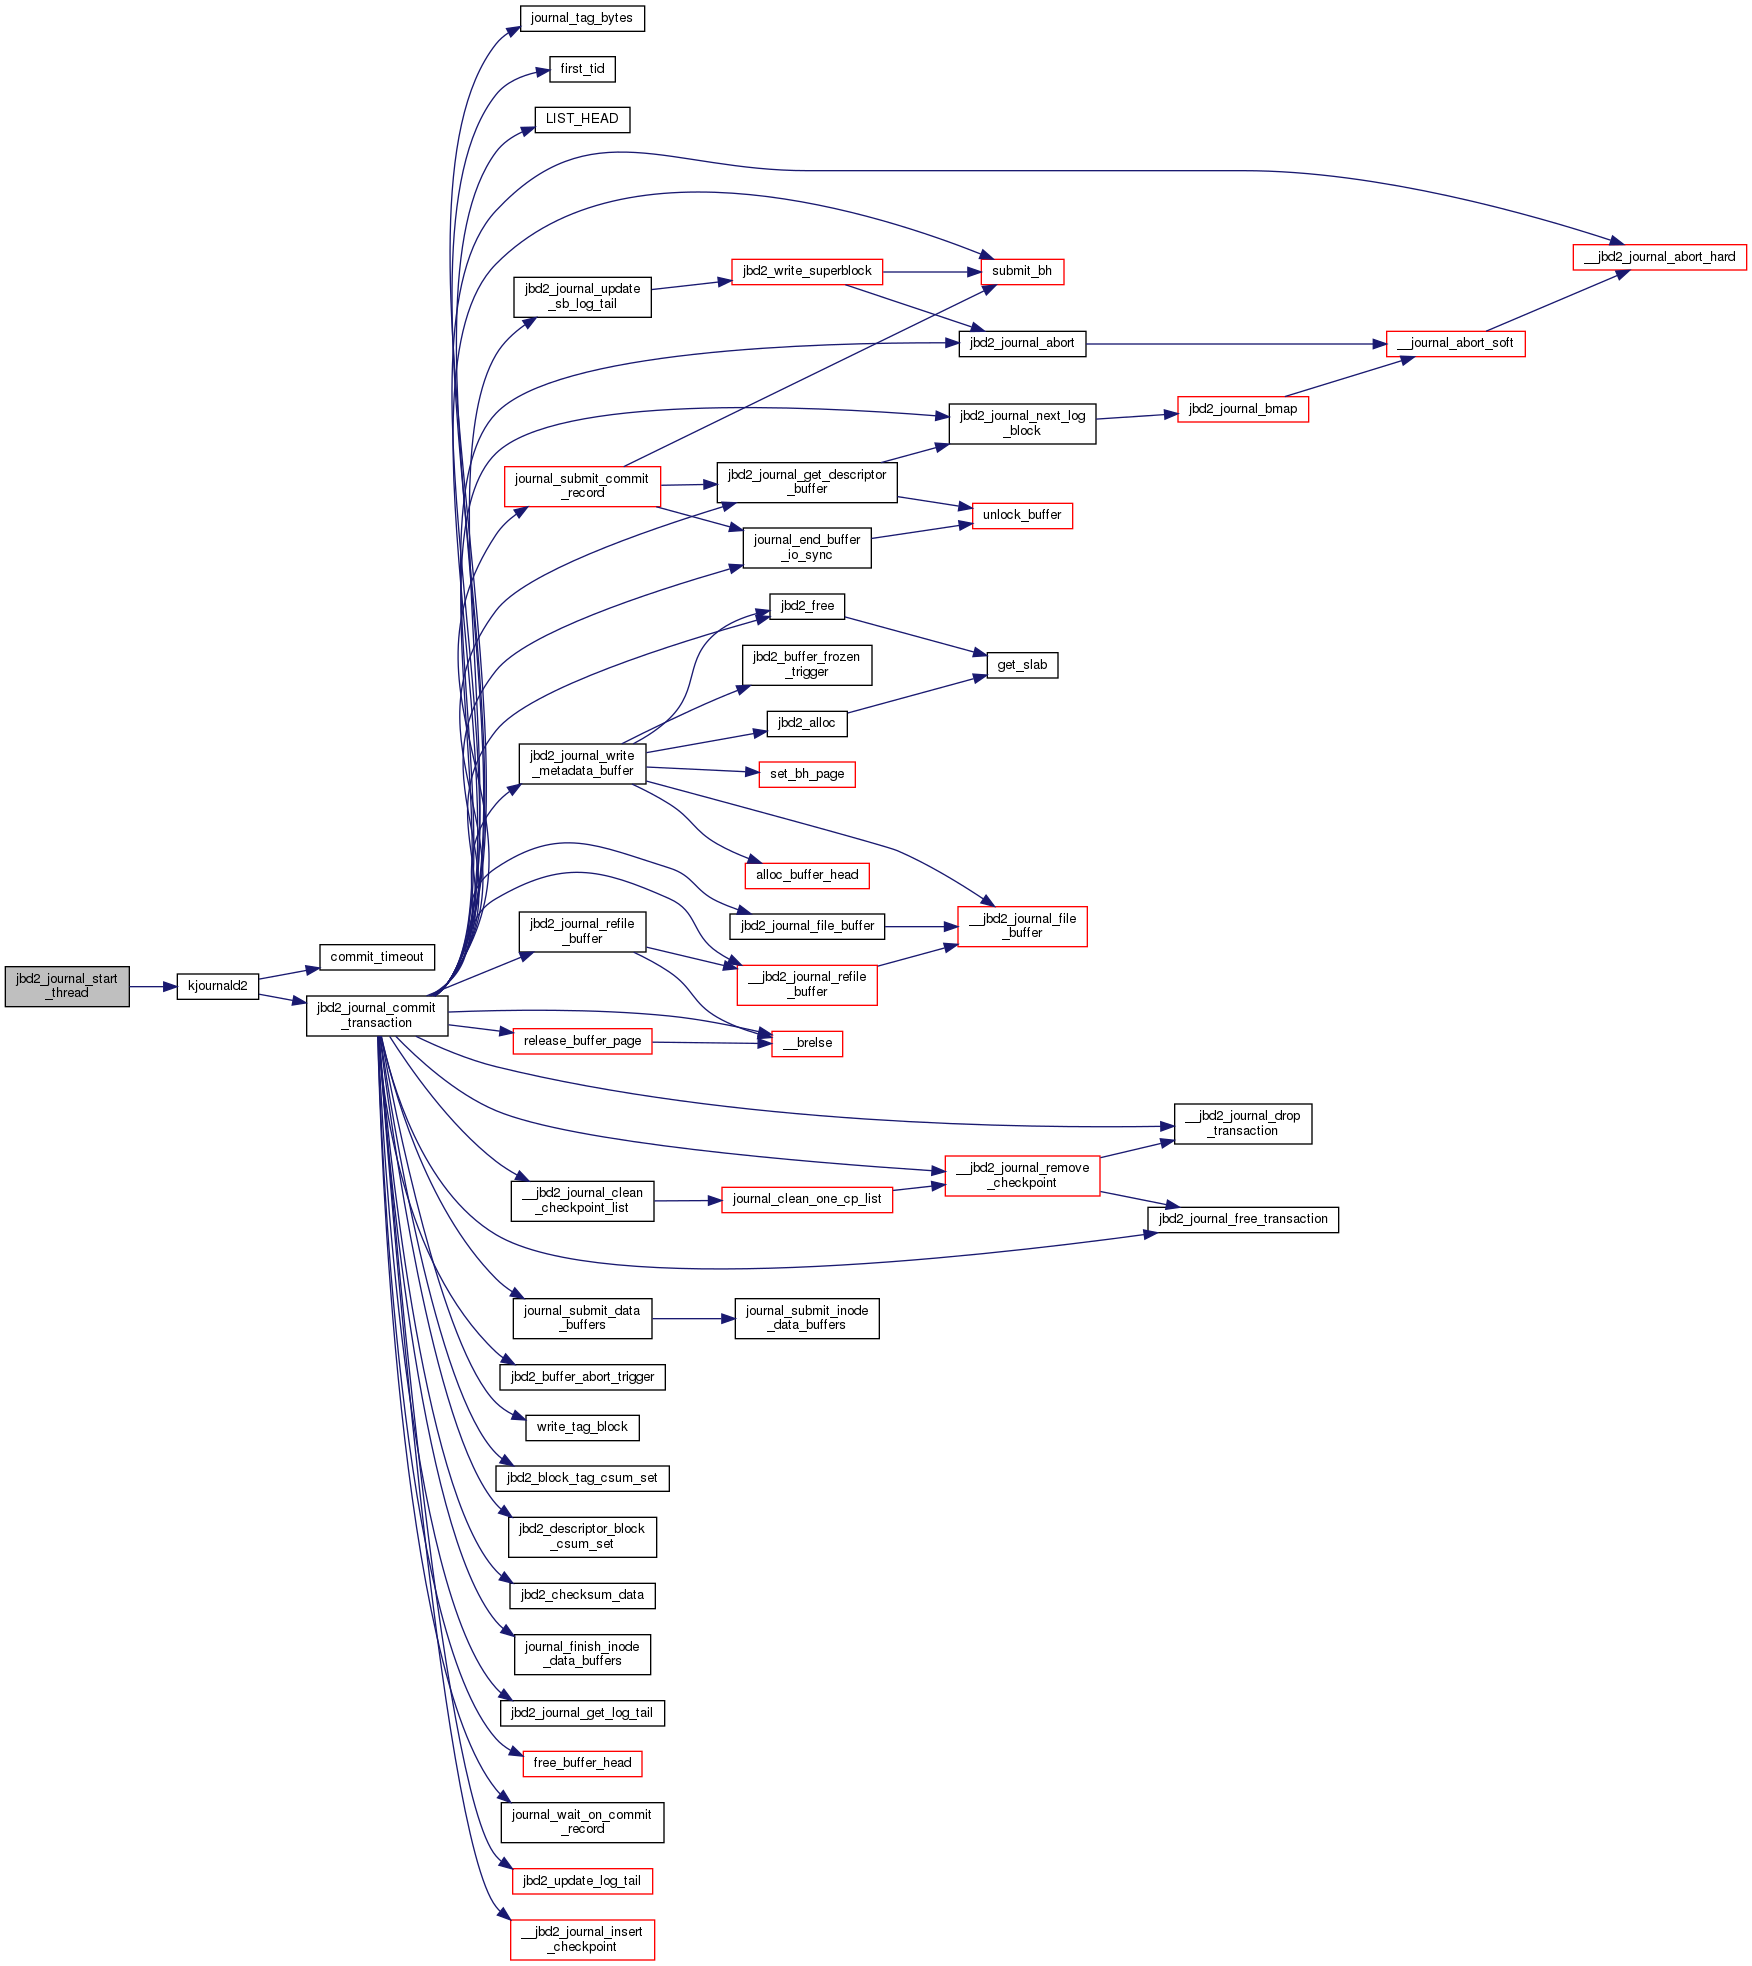 journal_tag_bytes
first_tid
LIST_HEAD
__jbd2_journal_abort_hard
jbd2_write_superblock
submit_bh
jbd2_journal_update
_sb_log_tail
jbd2_journal_abort
__journal_abort_soft
jbd2_journal_bmap
jbd2_journal_next_log
_block
journal_submit_commit
_record
jbd2_journal_get_descriptor
_buffer
unlock_buffer
journal_end_buffer
_io_sync
jbd2_free
jbd2_buffer_frozen
_trigger
get_slab
jbd2_alloc
jbd2_journal_write
_metadata_buffer
set_bh_page
alloc_buffer_head
jbd2_journal_refile
_buffer
jbd2_journal_file_buffer
__jbd2_journal_file
_buffer
commit_timeout
jbd2_journal_start
_thread
kjournald2
__jbd2_journal_refile
_buffer
jbd2_journal_commit
_transaction
release_buffer_page
__brelse
__jbd2_journal_drop
_transaction
__jbd2_journal_remove
_checkpoint
__jbd2_journal_clean
_checkpoint_list
journal_clean_one_cp_list
jbd2_journal_free_transaction
journal_submit_data
_buffers
journal_submit_inode
_data_buffers
jbd2_buffer_abort_trigger
write_tag_block
jbd2_block_tag_csum_set
jbd2_descriptor_block
_csum_set
jbd2_checksum_data
journal_finish_inode
_data_buffers
jbd2_journal_get_log_tail
free_buffer_head
journal_wait_on_commit
_record
jbd2_update_log_tail
__jbd2_journal_insert
_checkpoint